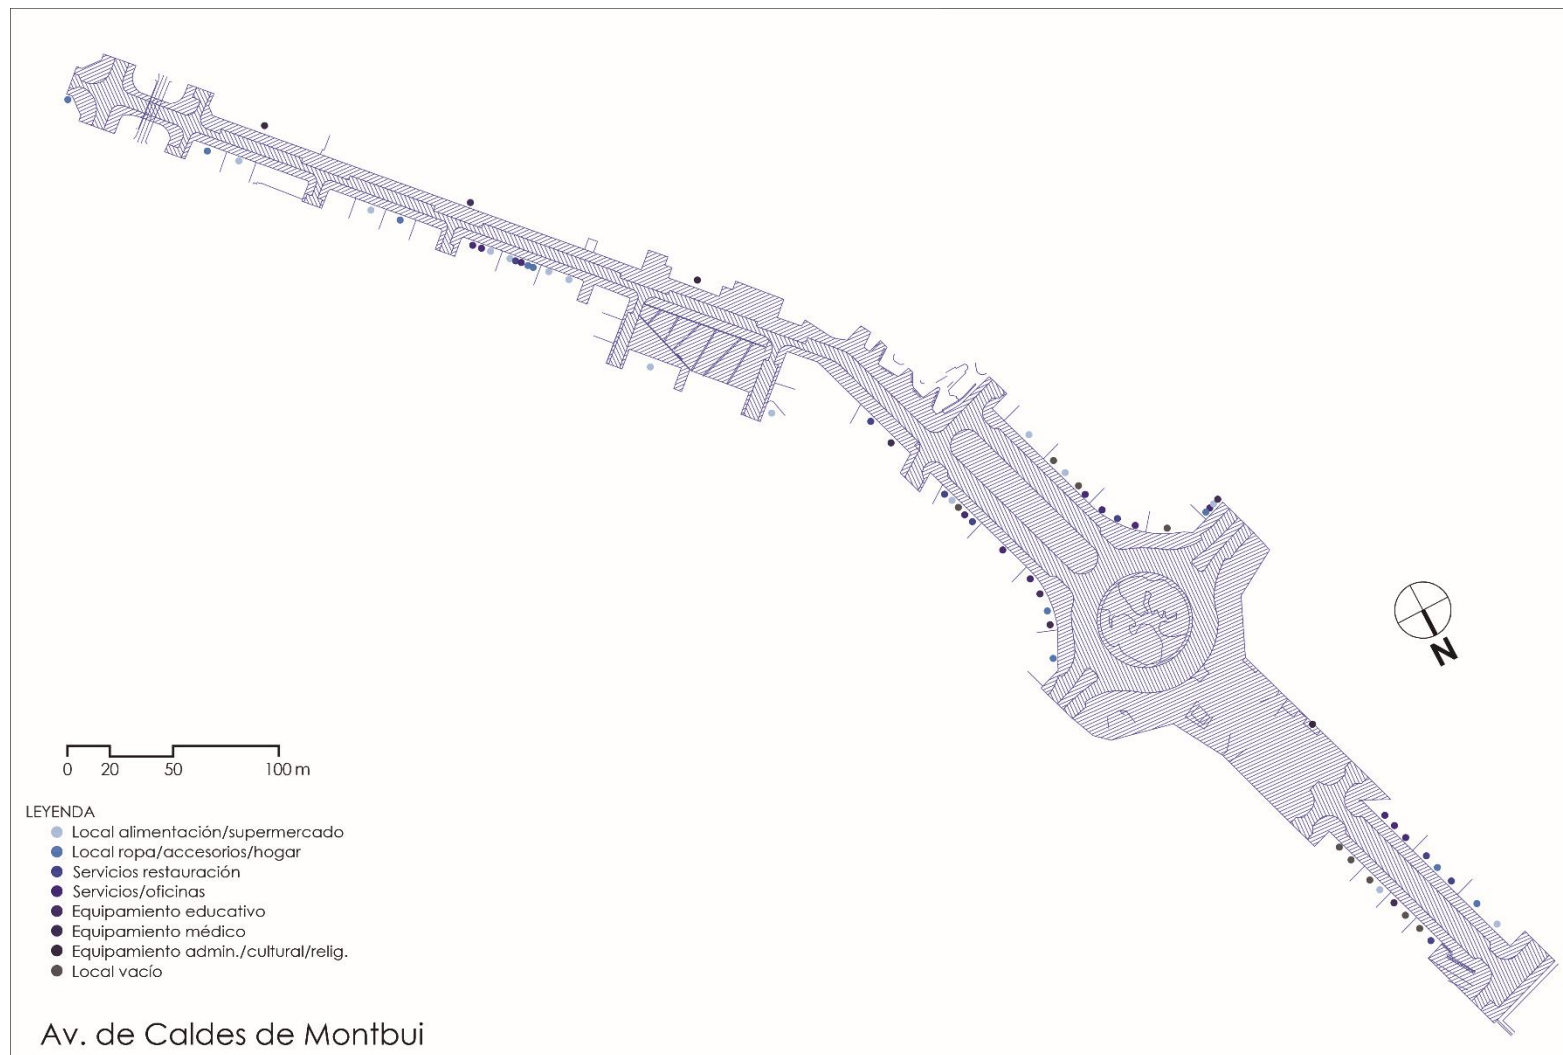 N
0 20 50 100 m
LEYENDA
Local alimentación/supermercado
Local ropa/accesorios/hogar
Servicios restauración
Servicios/oficinas
Equipamiento educativo
Equipamiento médico
Equipamiento admin./cultural/relig.
Local vacío
Av. de Caldes de Montbui